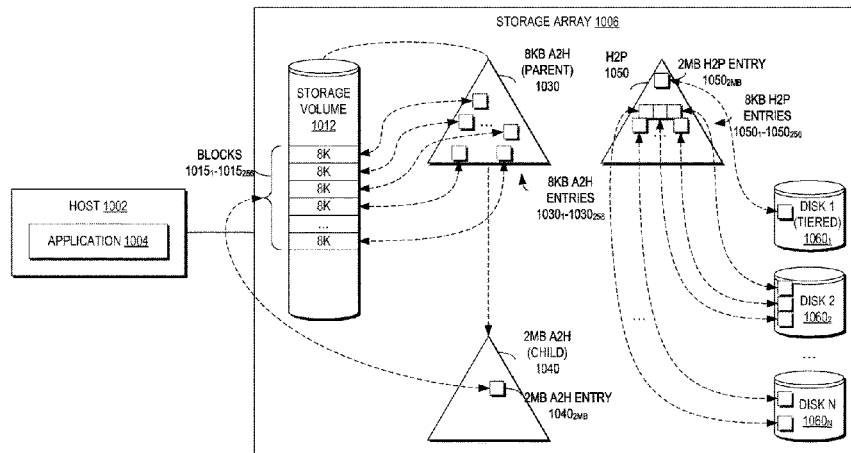 STORAGE ARRAY 1006
8KB A2H
(PARENT)
1030
H2P
1050
2MB H2P ENTRY
1050₂MB
8KB H2P
ENTRIES
1050₁-1050₂₅₆
STORAGE
VOLUME
1012
...
...
BLOCKS
1015₁-1015₂₅₆
8K
8K
8K
8K
...
8K
8KB A2H
ENTRIES
1030₁-1030₂₅₆
HOST 1002
APPLICATION 1004
DISK 1
(TIERED)
1060₁
DISK 2
1060₂
...
...
2MB A2H
(CHILD)
1040
2MB A2H ENTRY
1040₂MB
DISK N
1060N